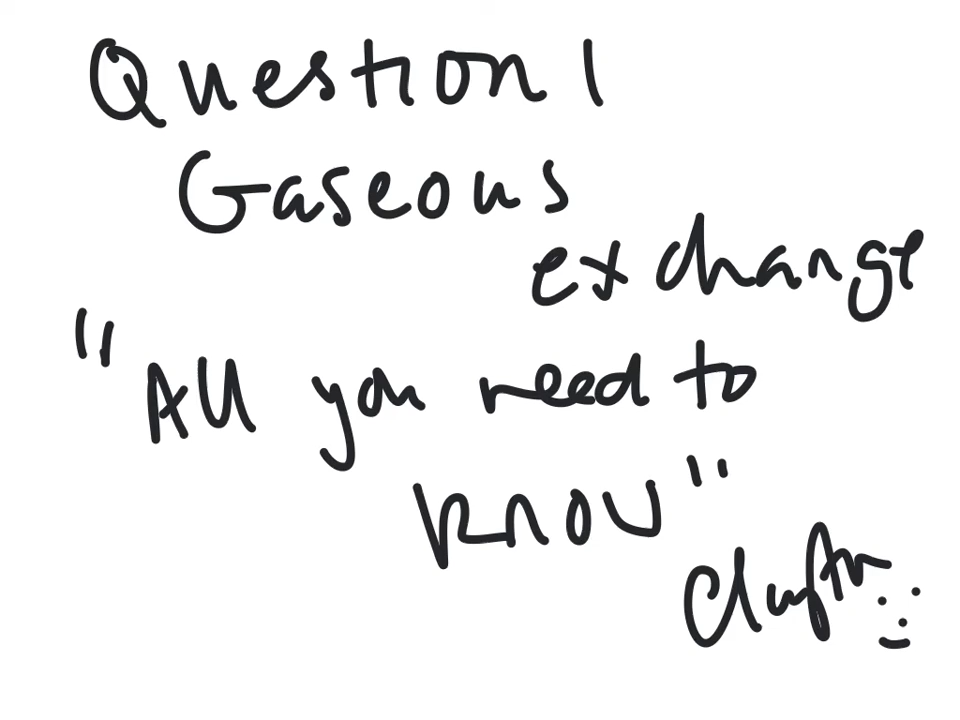 Question 1
Gaseous
exchange
"All you need to
know"